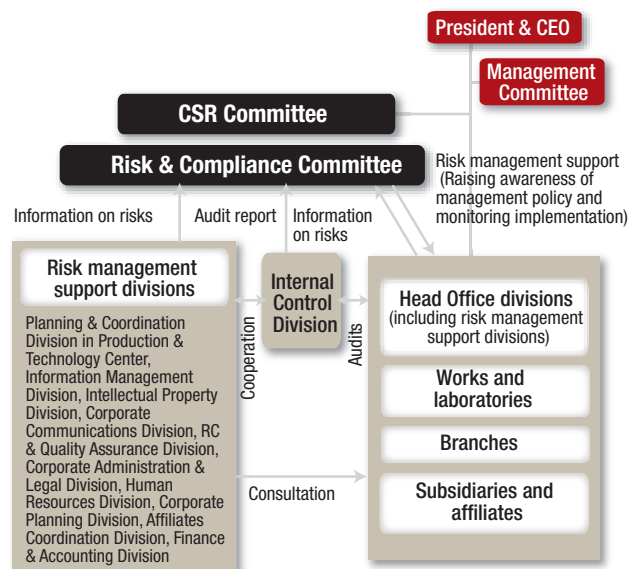 President & CEO
Management
Committee
CSR Committee
Risk & Compliance Committee
Risk management support
(Raising awareness of
management policy and
monitoring implementation)
Information on risks
Audit report
Information
on risks
Risk management
support divisions
Planning & Coordination
Division in Production &
Technology Center,
Information Management
Division, Intellectual Property
Division, Corporate
Communications Division, RC
& Quality Assurance Division,
Corporate Administration &
Legal Division, Human
Resources Division, Corporate
Planning Division, Affiliates
Coordination Division, Finance
& Accounting Division
Cooperation
Internal
Control
Division
Audits
Consultation
Head Office divisions
(including risk management
support divisions)
Works and
laboratories
Branches
Subsidiaries and
affiliates